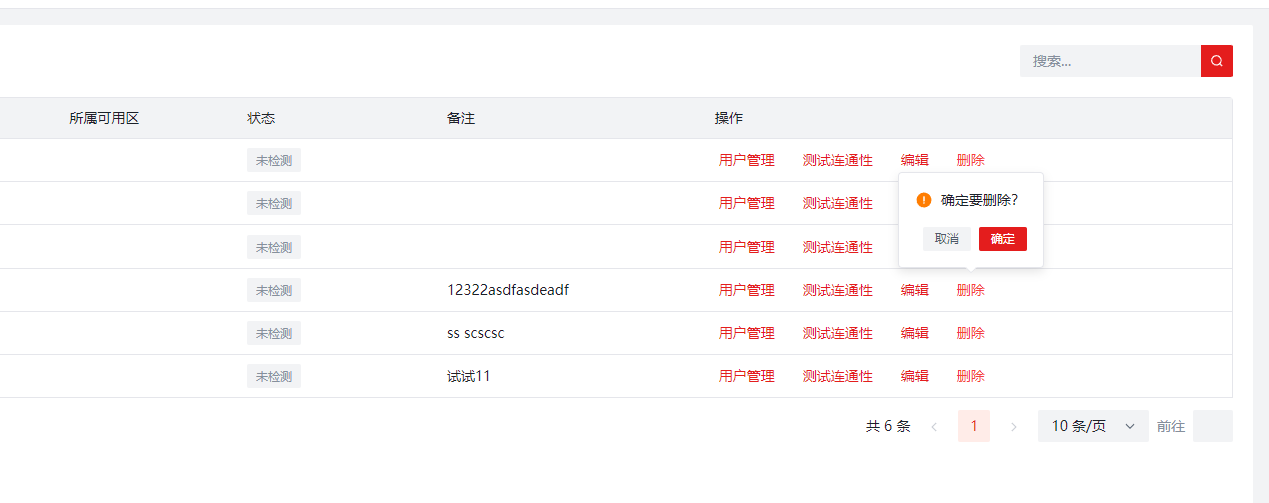 搜索...
所属可用区 状态 备注 操作
未检测 用户管理 测试连通性 编辑 删除
未检测 用户管理 测试连通性
确定要删除?
未检测 用户管理 测试连通性
取消 确定
未检测 12322asdfasdeadf 用户管理 测试连通性 编辑 删除
未检测 ss scscsc 用户管理 测试连通性 编辑 删除
未检测 试试11 用户管理 测试连通性 编辑 删除
共 6 条 1 10 条/页 前往